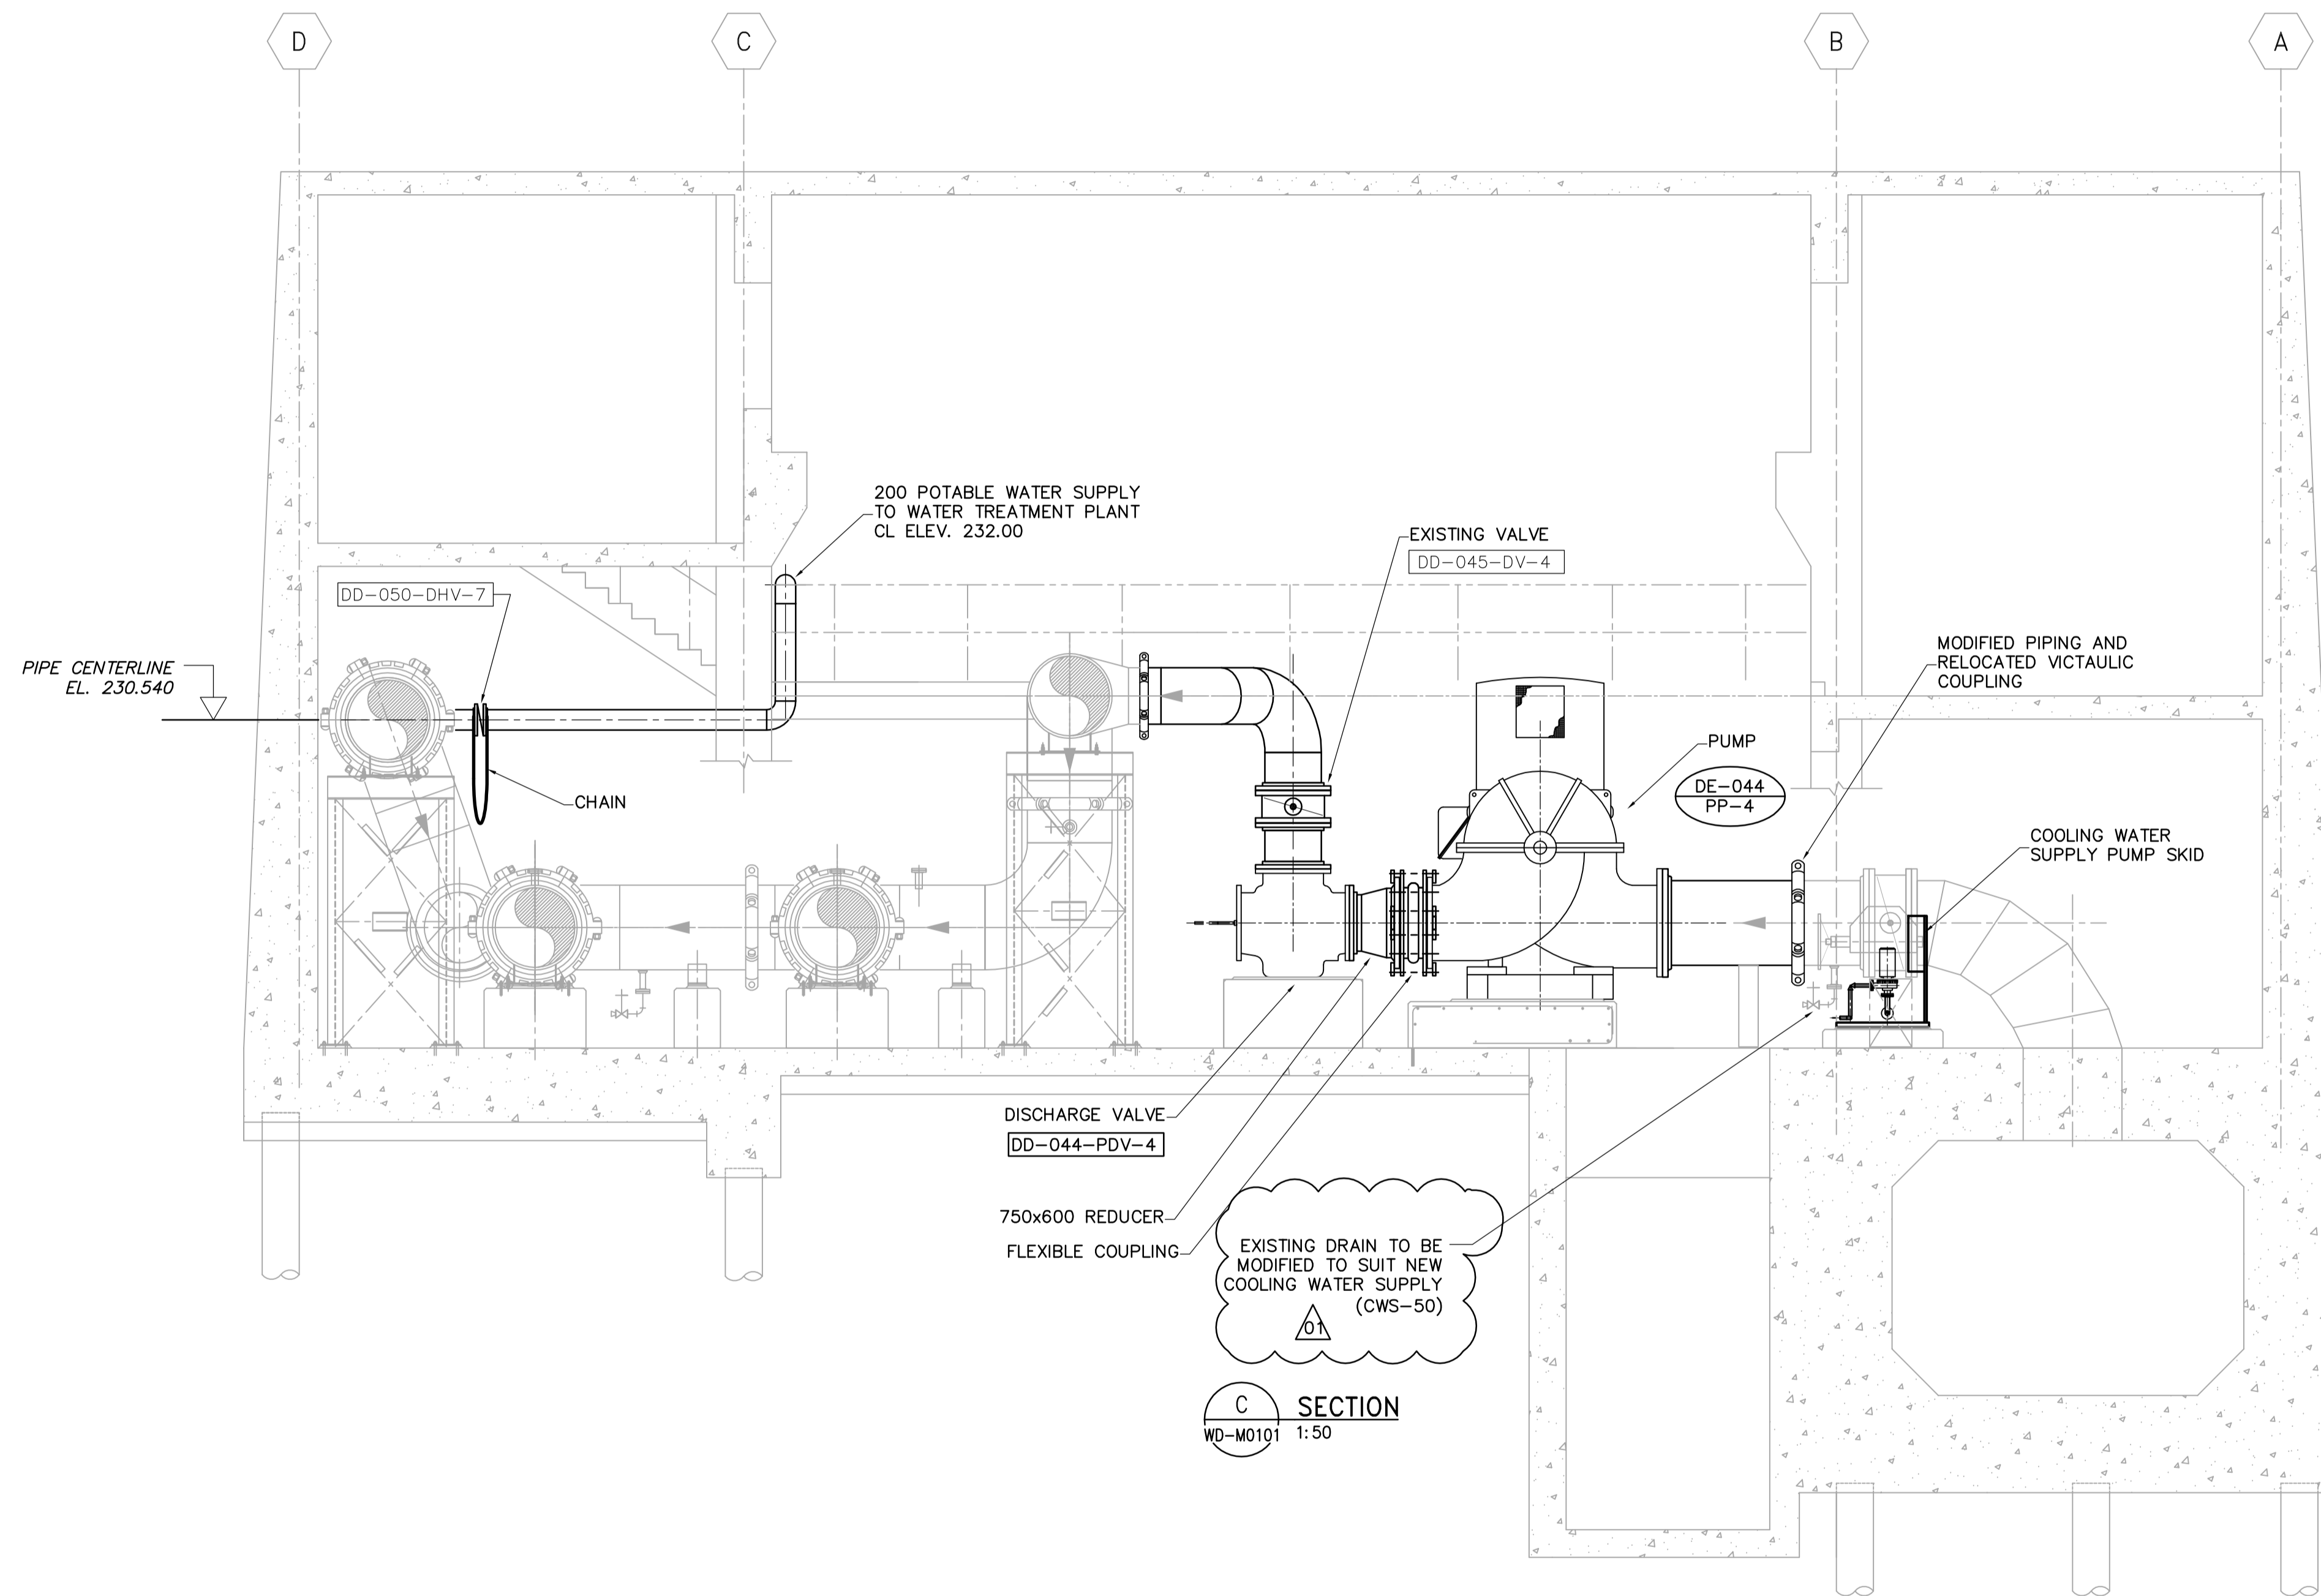 D
C
B
A
200 POTABLE WATER SUPPLY
TO WATER TREATMENT PLANT
CL ELEV. 232.00
EXISTING VALVE
DD-045-DV-4
DD-050-DHV-7
PIPE CENTERLINE
EL. 230.540
MODIFIED PIPING AND
RELOCATED VICTAULIC
COUPLING
PUMP
DE-044
PP-4
CHAIN
COOLING WATER
SUPPLY PUMP SKID
DISCHARGE VALVE
DD-044-PDV-4
750x600 REDUCER
FLEXIBLE COUPLING
EXISTING DRAIN TO BE
MODIFIED TO SUIT NEW
COOLING WATER SUPPLY
(CWS-50)
01
C
WD-M0101
SECTION
1:50